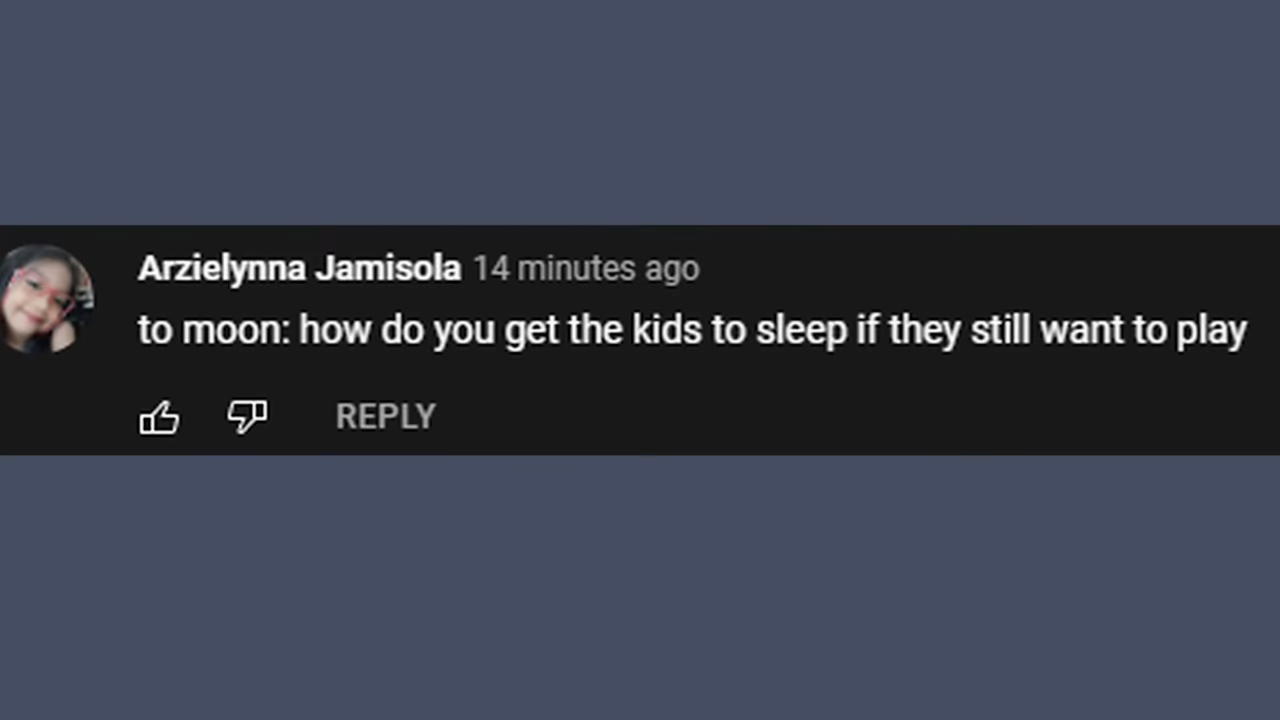 Arzielynna Jamisola 14 minutes ago
to moon: how do you get the kids to sleep if they still want to play
REPLY